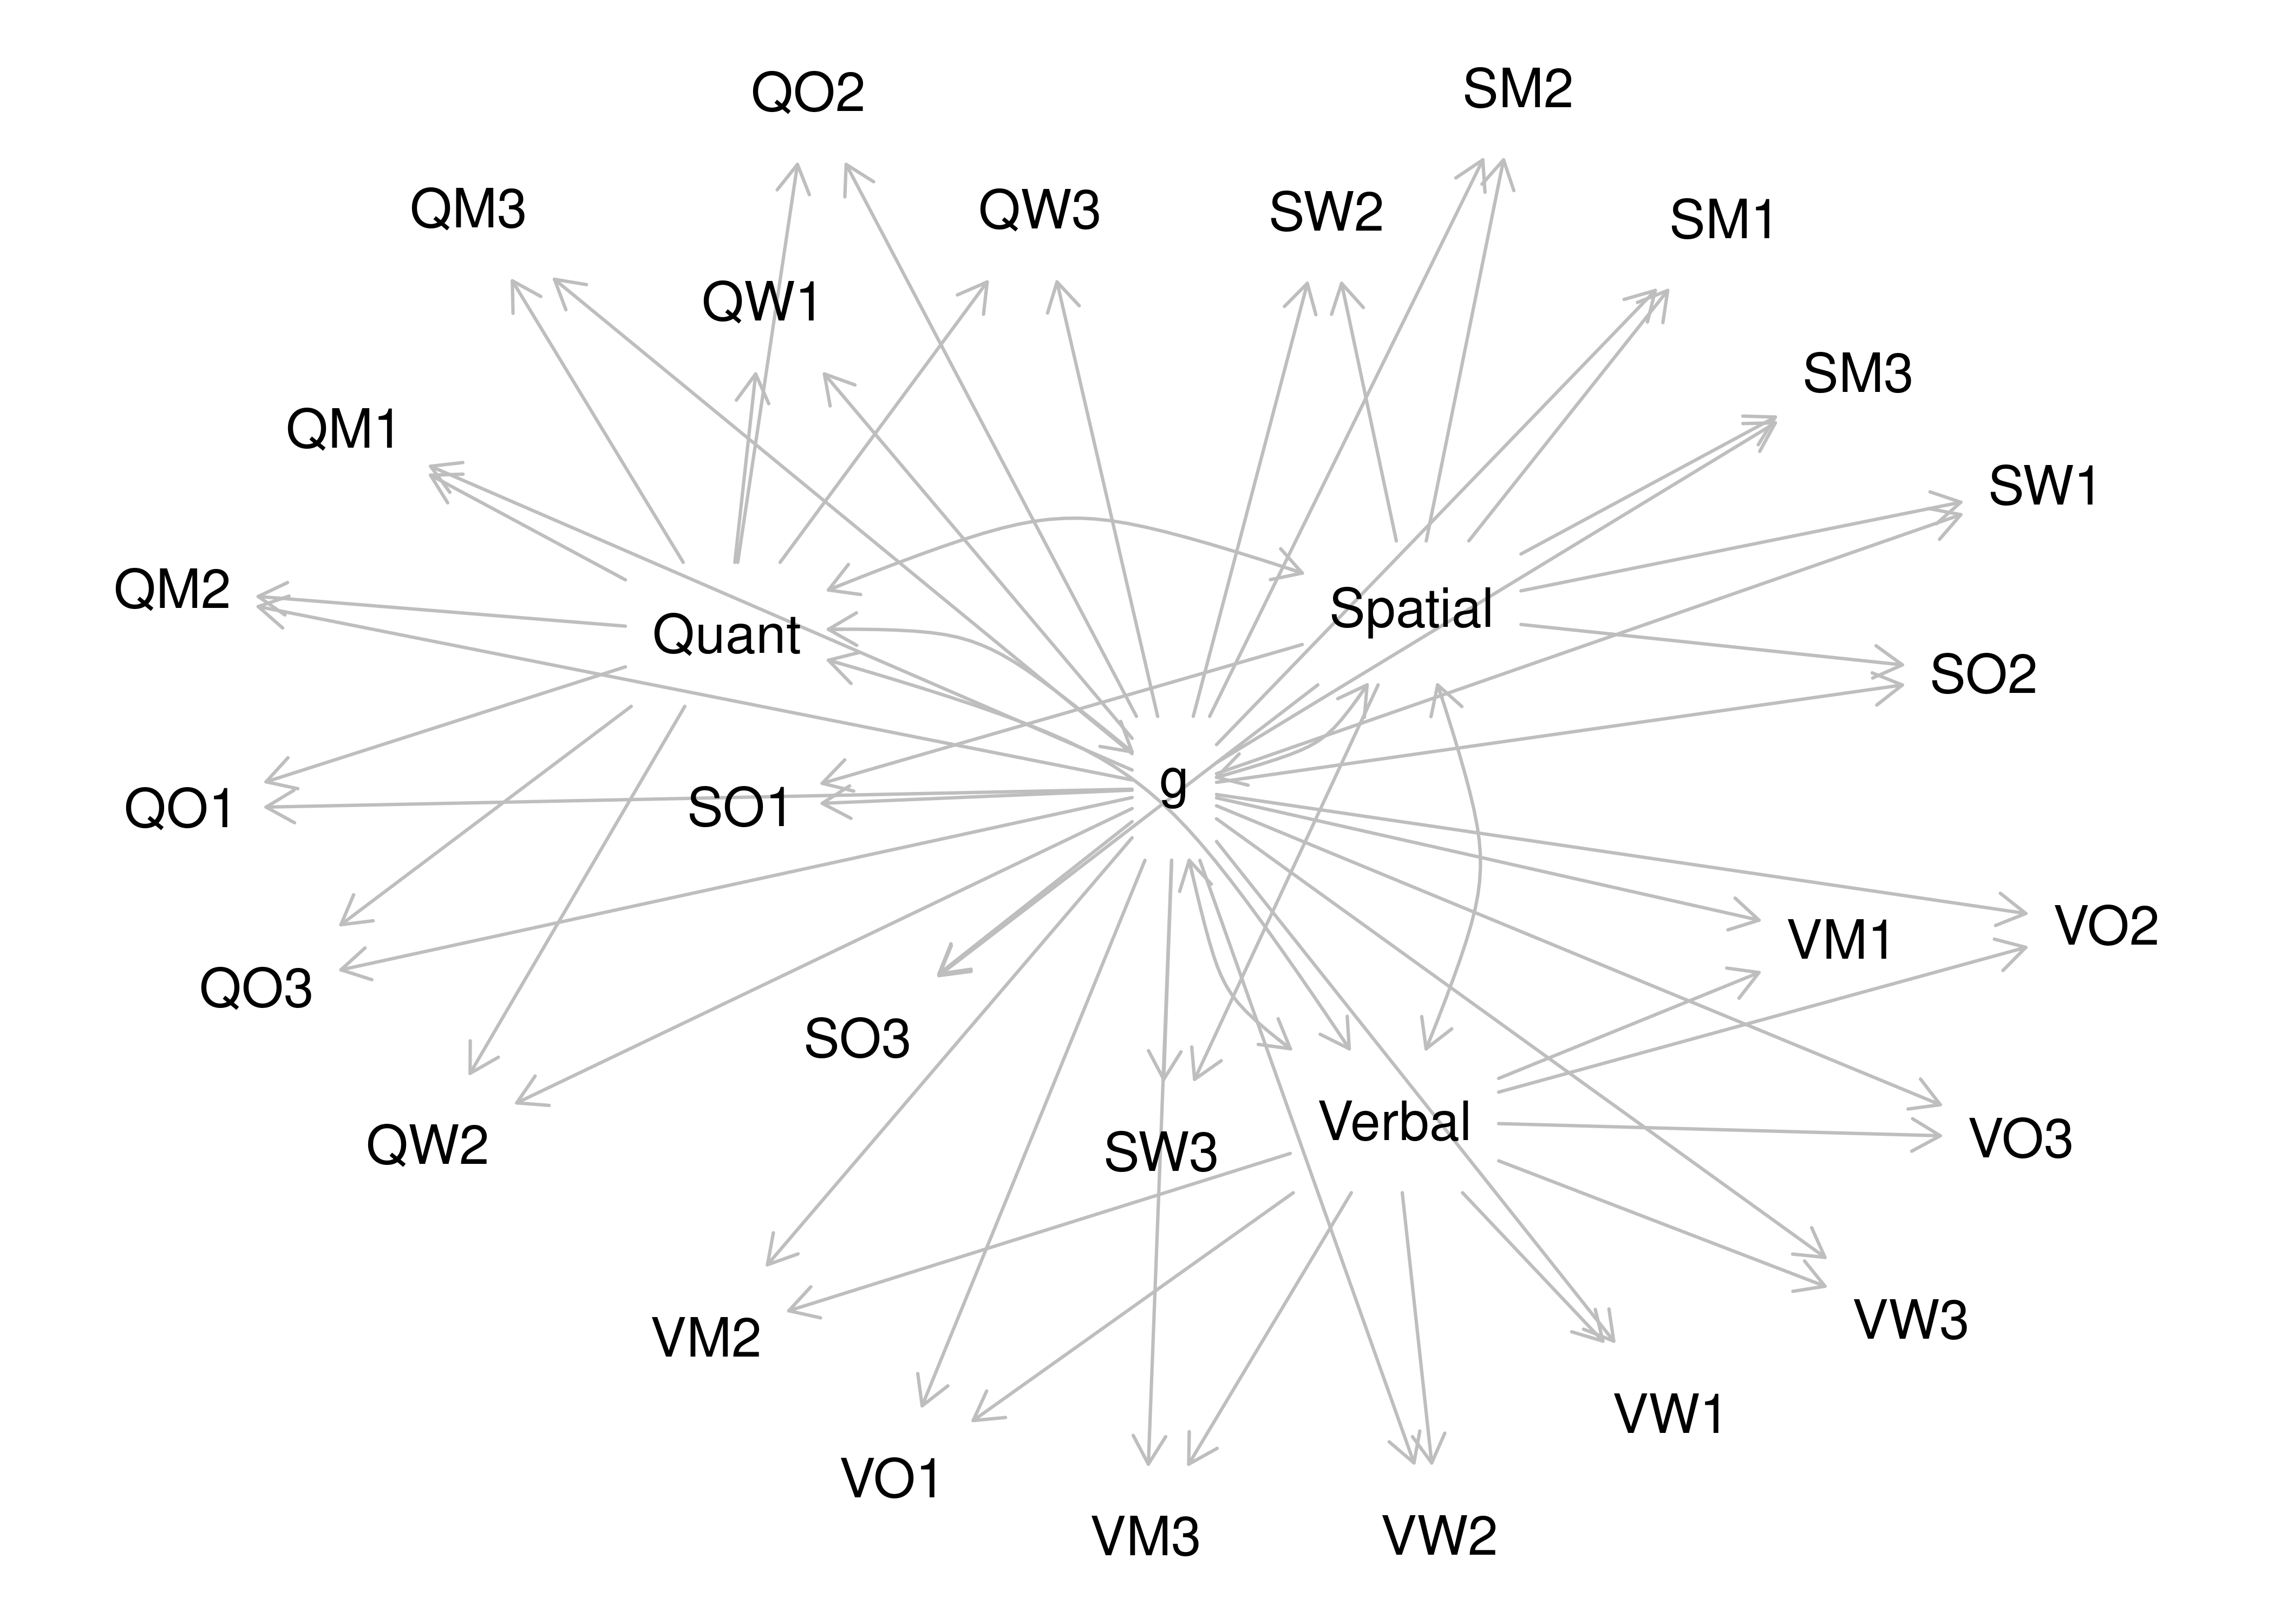 SM2
QO2
QM3
QW3
SW2
SM1
QW1
SM3
QM1
SW1
QM2
Spatial
Quant
SO2
g
QO1
SO1
VO2
VM1
QO3
SO3
Verbal
VO3
QW2
SW3
VW3
VM2
VW1
VO1
VM3
VW2